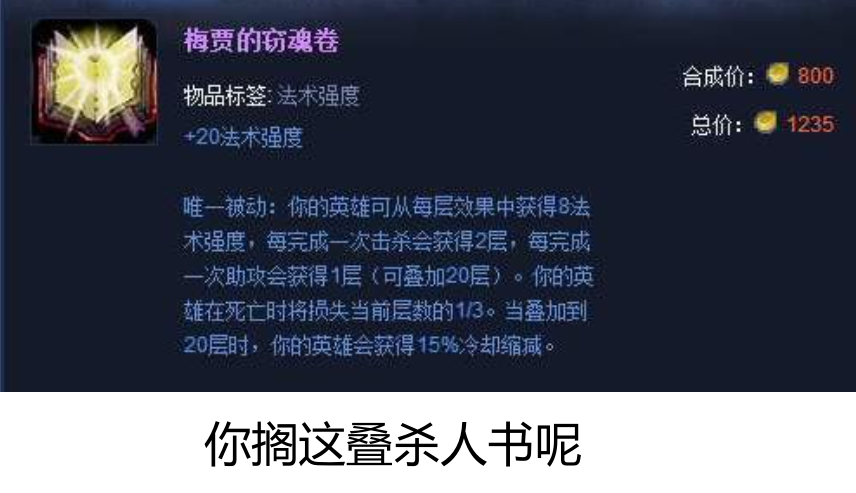 梅贾的窃魂卷
合成价： 800
物品标签: 法术强度
总价： 1235
+20法术强度
唯一被动：你的英雄可从每层效果中获得8法
术强度，每完成一次击杀会获得2层，每完成
一次助攻会获得1层（可叠加20层）。你的英
雄在死亡时将损失当前层数的1/3。当叠加到
20层时，你的英雄会获得15%冷却缩减。
你搁这叠杀人书呢